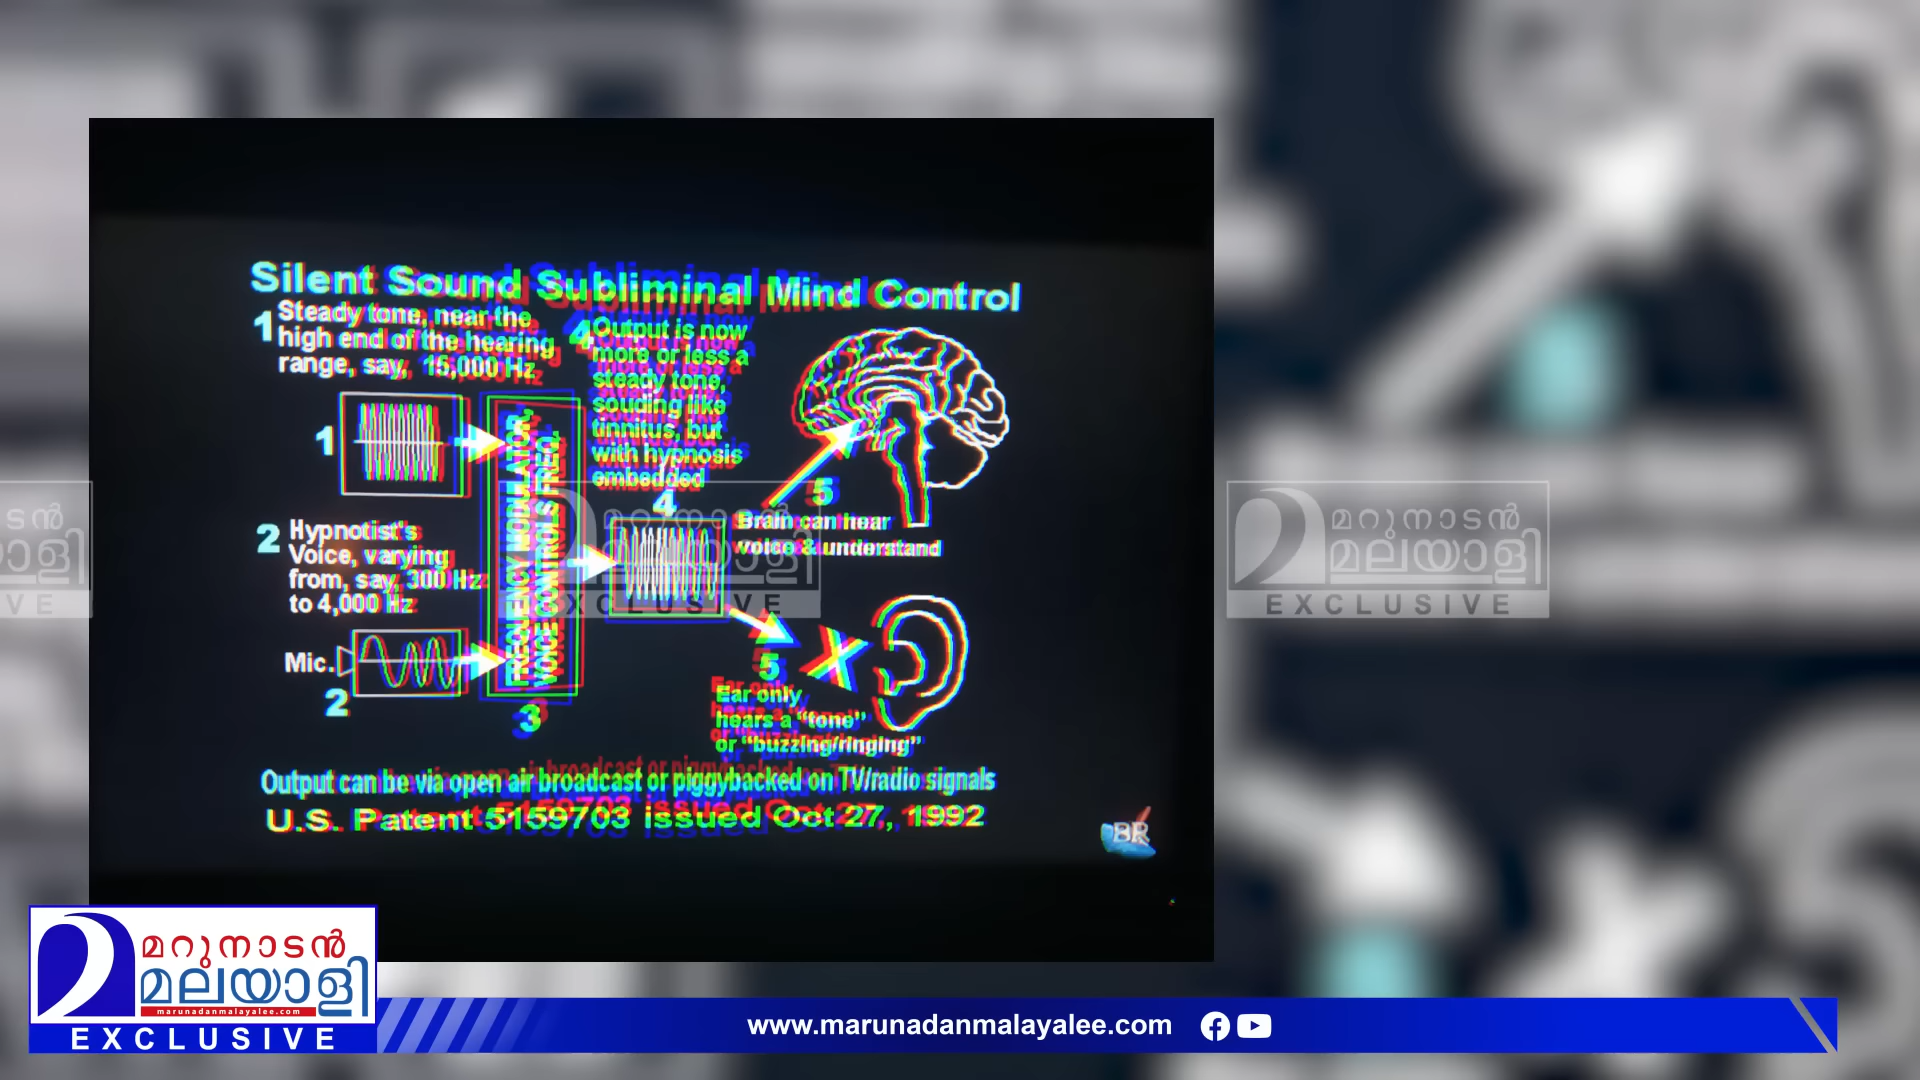 Silent Sound Subliminal Mind Control
1 Steady tone, near the
high end of the hearing
range, say, 15,000 Hz
4 Output is now
more or less a
steady tone,
souding like
tinnitus, but
with hypnosis
embedded
1
4
5
Brain can hear
voice & understand
FREQUENCY MODULATOR,
VOICE CONTROLS FREQ.
2 Hypnotist's
Voice, varying
from, say, 300 Hz
to 4,000 Hz
Mic.
2
3
5
X
Ear only
hears a “tone”
or “buzzing/ringing”
Output can be via open air broadcast or piggybacked on TV/radio signals
U.S. Patent 5159703 issued Oct 27, 1992
BR
മറുനാടൻ
മലയാളി
EXCLUSIVE
മറുനാടൻ
മലയാളി
EXCLUSIVE
നാടൻ
യാളി
VE
മറുനാടൻ
മലയാളി
marunadanmalayalee.com
EXCLUSIVE
www.marunadanmalayalee.com